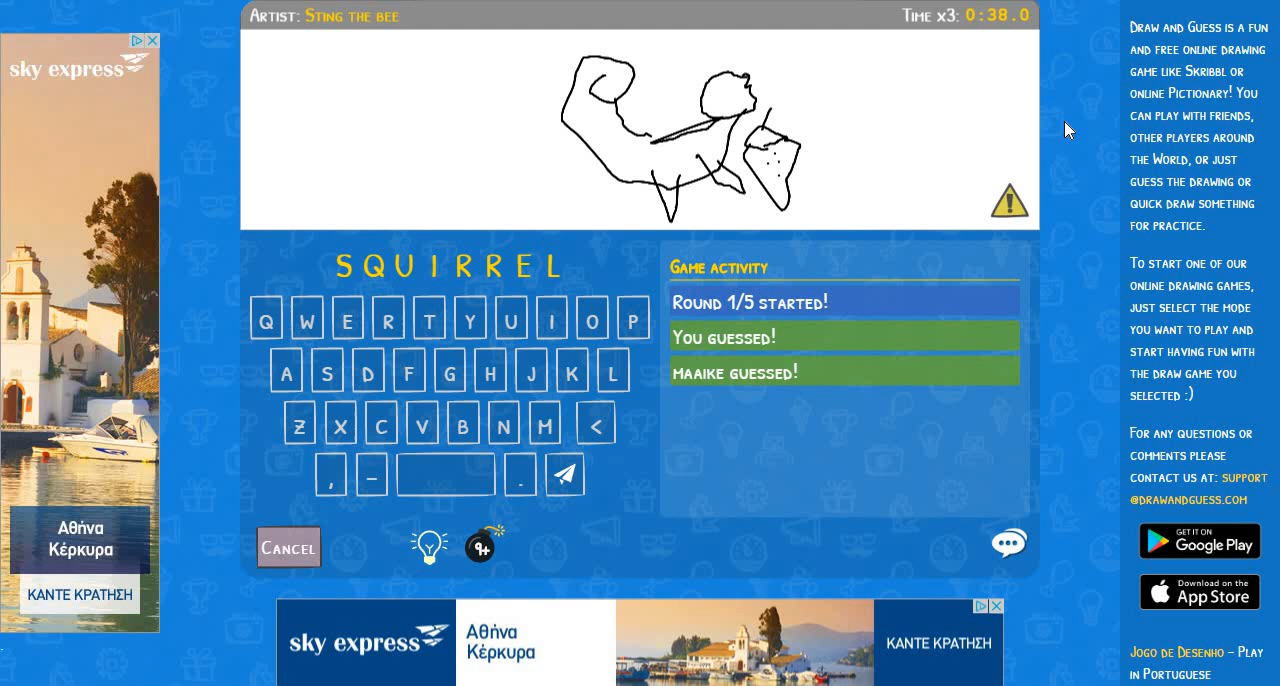 Artist: Sting the bee
Time x3: 0:38.0
sky express
Αθήνα
Κέρκυρα
ΚΑΝΤΕ ΚΡΑΤΗΣΗ
SQUIRREL
Q W E R T Y U I O P
A S D F G H J K L
Z X C V B N M <
, - .
Cancel
9+
Game activity
Round 1/5 started!
You guessed!
maaike guessed!
sky express
Αθήνα
Κέρκυρα
ΚΑΝΤΕ ΚΡΑΤΗΣΗ
Draw and Guess is a fun
and free online drawing
game like Skribbl or
online Pictionary! You
can play with friends,
other players around
the World, or just
guess the drawing or
quick draw something
for practice.
To start one of our
online drawing games,
just select the mode
you want to play and
start having fun with
the draw game you
selected :)
For any questions or
comments please
contact us at: support
@drawandguess.com
GET IT ON
Google Play
Download on the
App Store
Jogo de Desenho - Play
in Portuguese